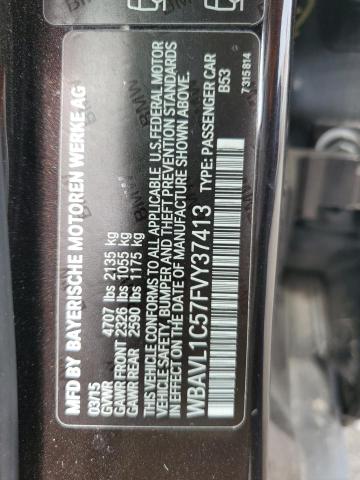 MFD BY BAYERISCHE MOTOREN WERKE AG
03/15
GVWR 4707 lbs 2135 kg
GAWR FRONT 2326 lbs 1055 kg
GAWR REAR 2590 lbs 1175 kg
THIS VEHICLE CONFORMS TO ALL APPLICABLE U.S. FEDERAL MOTOR
VEHICLE SAFETY, BUMPER AND THEFT PREVENTION STANDARDS
IN EFFECT ON THE DATE OF MANUFACTURE SHOWN ABOVE.
WBAVL1C57FVY37413 TYPE: PASSENGER CAR
B53
7315814